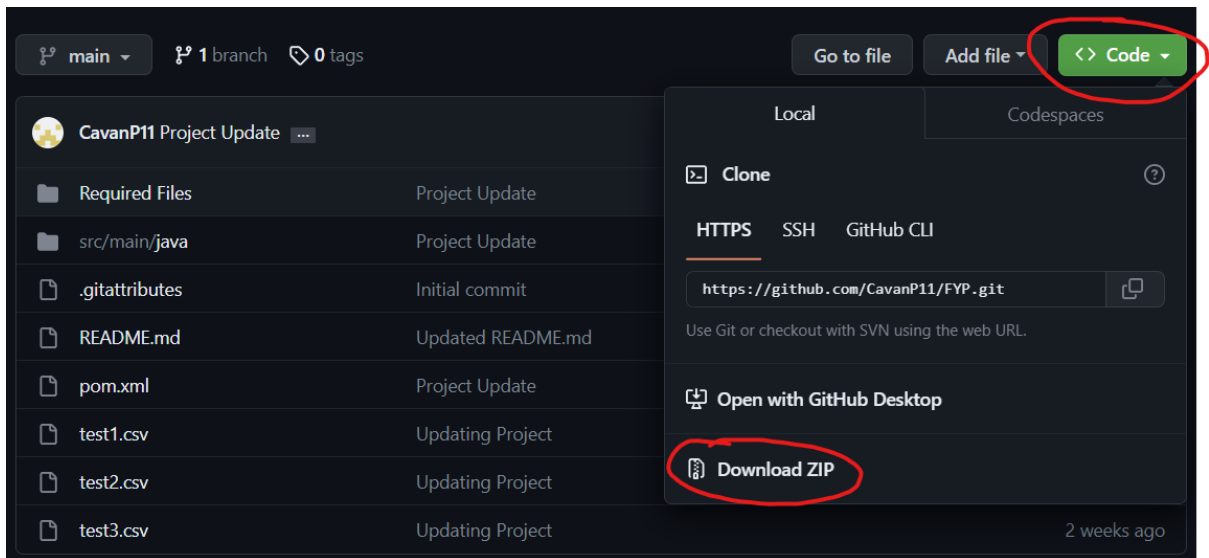 main 1 branch 0 tags Go to file Add file <> Code
CavanP11 Project Update ...
Required Files Project Update
src/main/java Project Update
.gitattributes Initial commit
README.md Updated README.md
pom.xml Project Update
test1.csv Updating Project
test2.csv Updating Project
test3.csv Updating Project 2 weeks ago
Local Codespaces
Clone
HTTPS SSH GitHub CLI
https://github.com/CavanP11/FYP.git
Use Git or checkout with SVN using the web URL.
Open with GitHub Desktop
Download ZIP